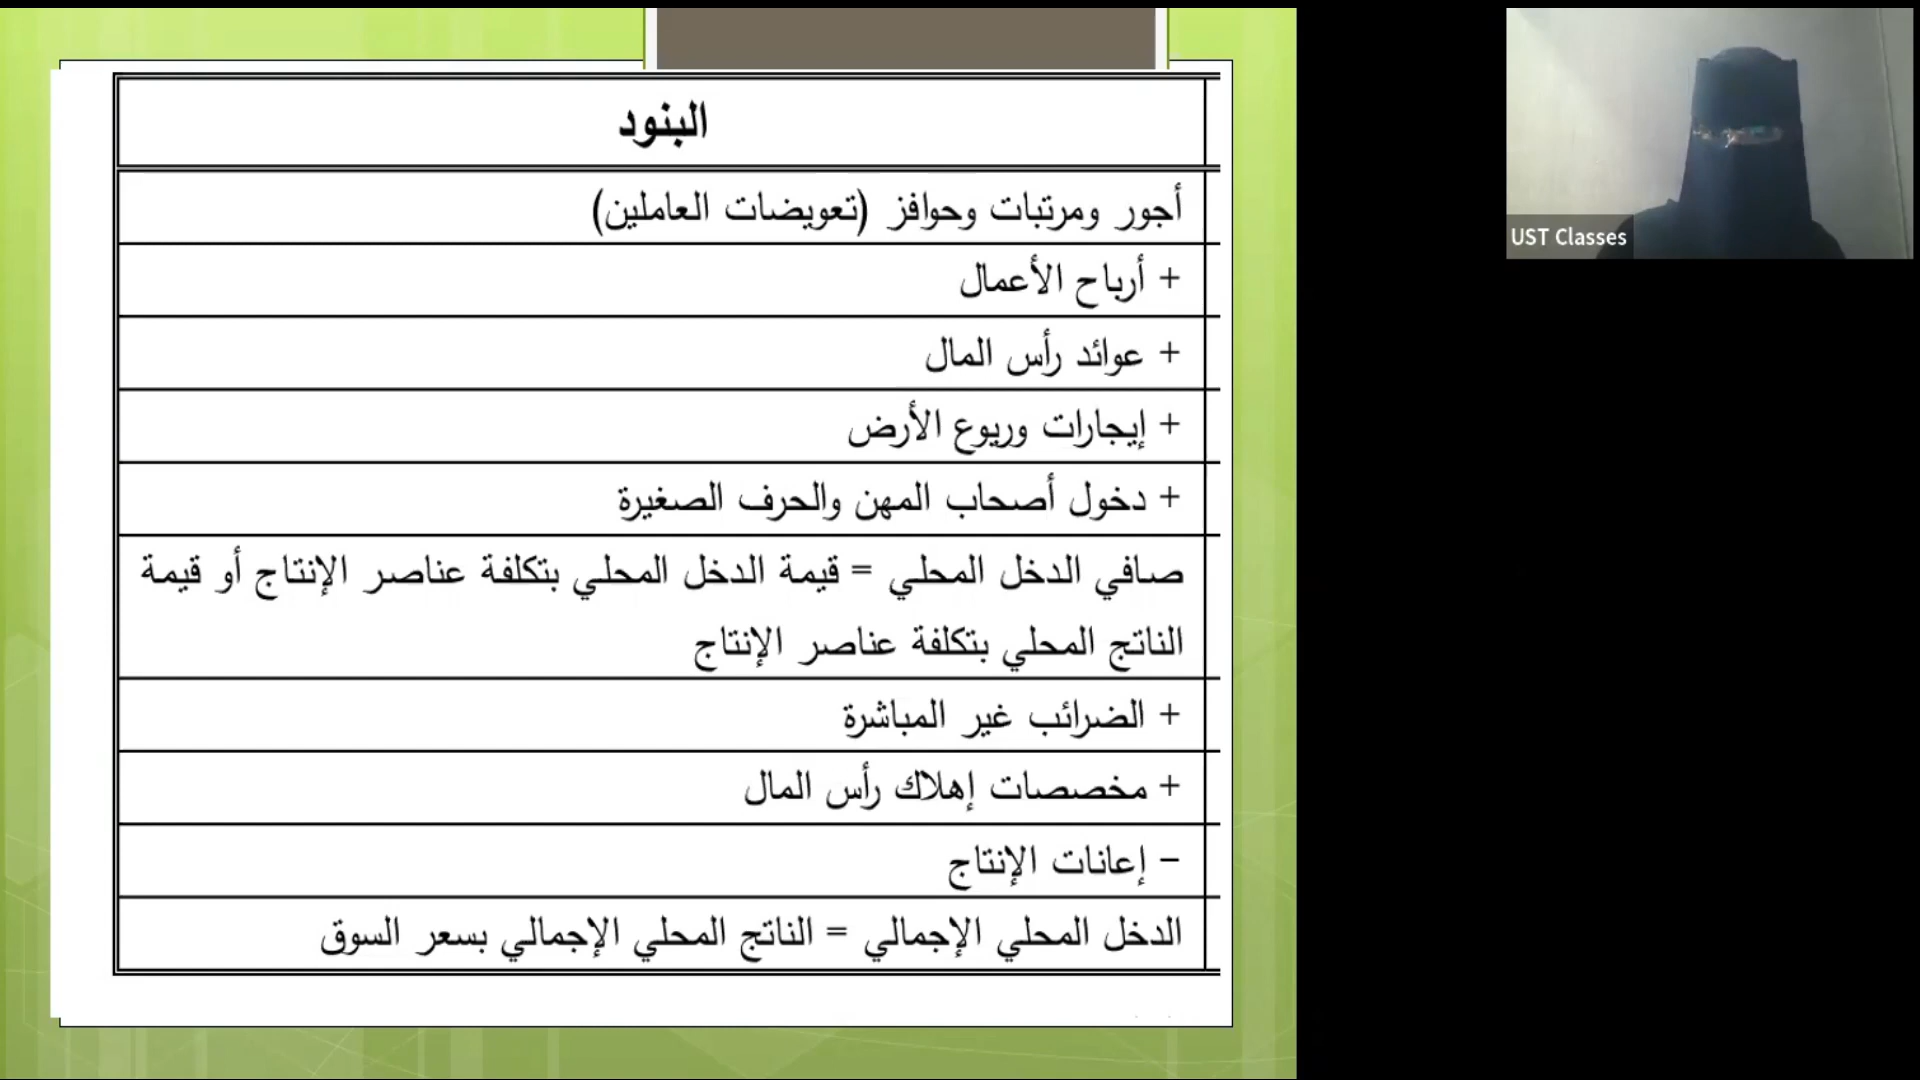 البنود
أجور ومرتبات وحوافز (تعويضات العاملين)
+ أرباح الأعمال
+ عوائد رأس المال
+ إيجارات وريوع الأرض
+ دخول أصحاب المهن والحرف الصغيرة
صافي الدخل المحلي = قيمة الدخل المحلي بتكلفة عناصر الإنتاج أو قيمة
الناتج المحلي بتكلفة عناصر الإنتاج
+ الضرائب غير المباشرة
+ مخصصات إهلاك رأس المال
− إعانات الإنتاج
الدخل المحلي الإجمالي = الناتج المحلي الإجمالي بسعر السوق
UST Classes